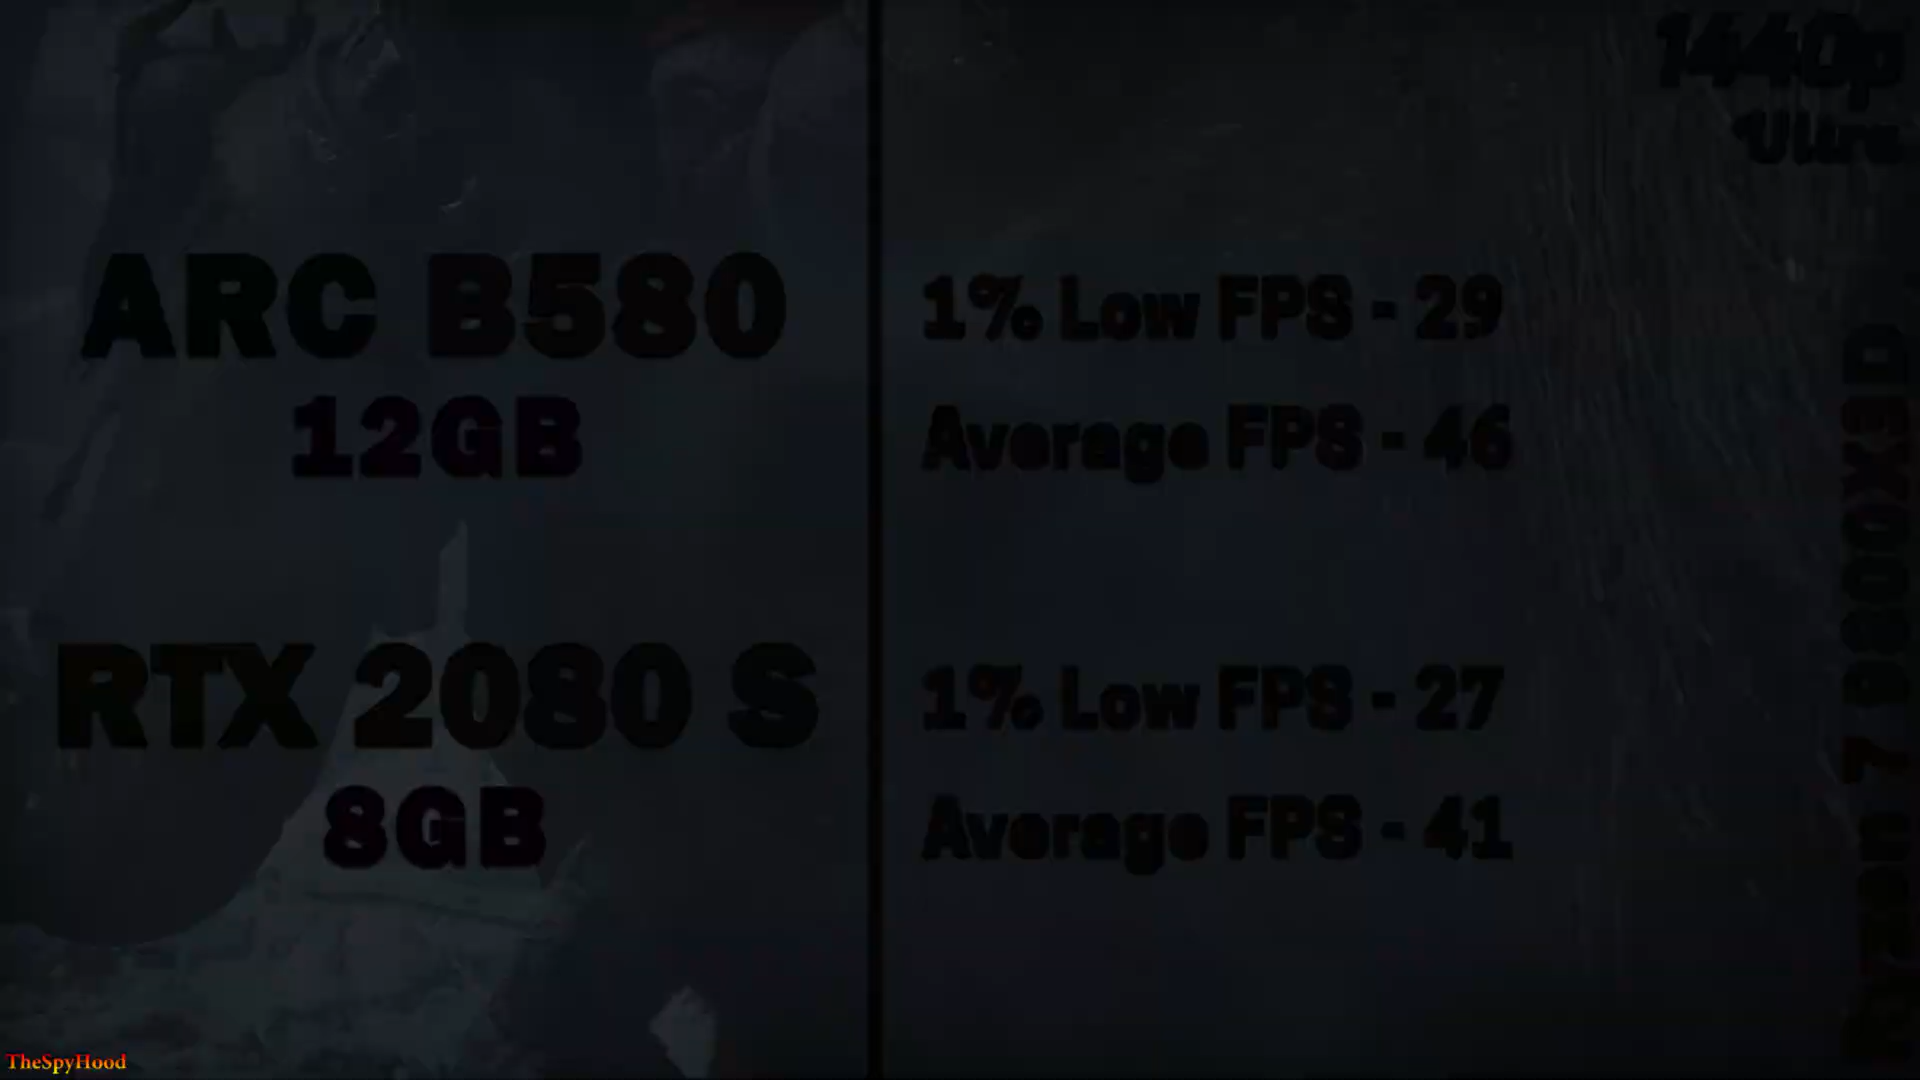 1440p
Ultra
ARC B580
12GB
1% Low FPS - 29
Average FPS - 46
RTX 2080 S
8GB
1% Low FPS - 27
Average FPS - 41
TheSpyHood